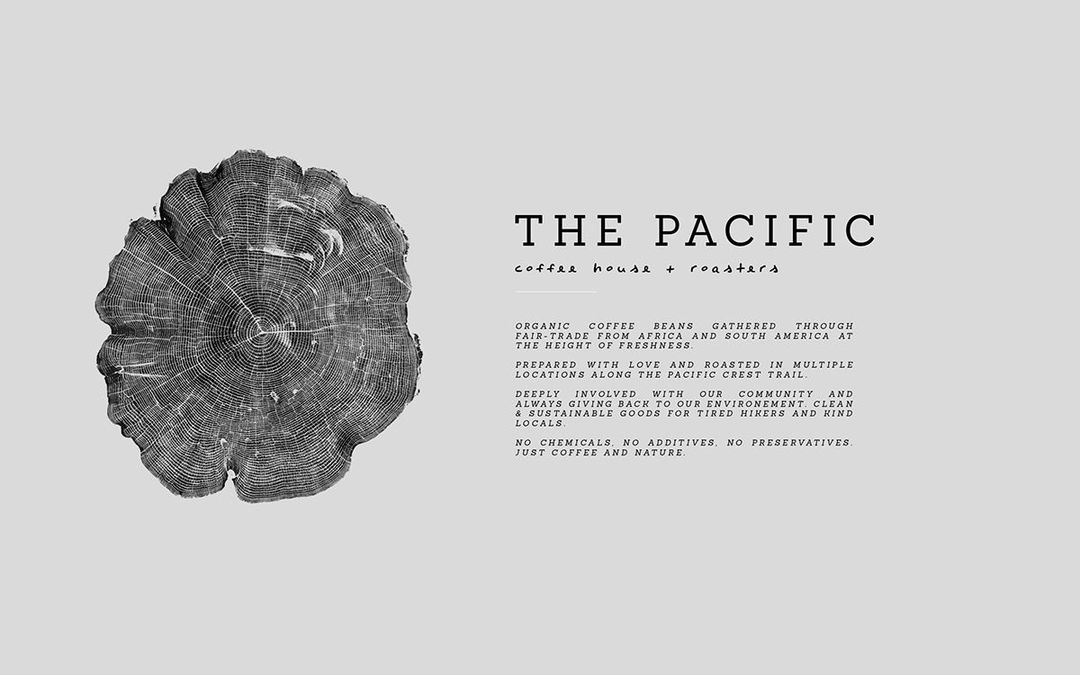 THE PACIFIC
coffee house + roasters
ORGANIC COFFEE BEANS GATHERED THROUGH
FAIR-TRADE FROM AFRICA AND SOUTH AMERICA AT
THE HEIGHT OF FRESHNESS.
PREPARED WITH LOVE AND ROASTED IN MULTIPLE
LOCATIONS ALONG THE PACIFIC CREST TRAIL.
DEEPLY INVOLVED WITH OUR COMMUNITY AND
ALWAYS GIVING BACK TO OUR ENVIRONEMENT. CLEAN
& SUSTAINABLE GOODS FOR TIRED HIKERS AND KIND
LOCALS.
NO CHEMICALS, NO ADDITIVES, NO PRESERVATIVES.
JUST COFFEE AND NATURE.